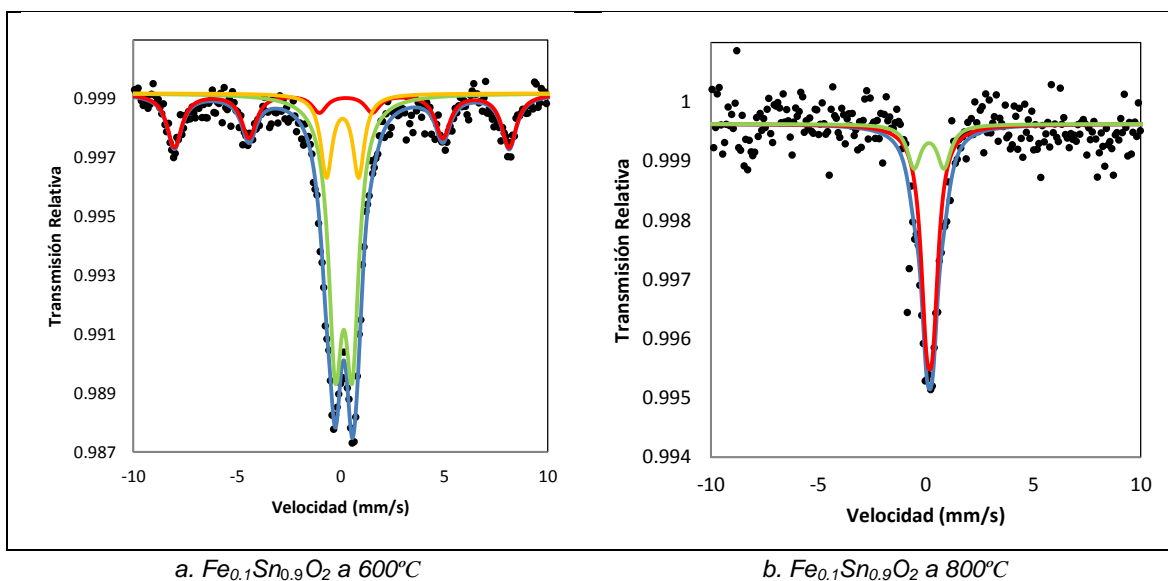 0.999
0.997
0.995
0.993
0.991
0.989
0.987
-10 -5 0 5 10
Transmisión Relativa
Velocidad (mm/s)
1
0.999
0.998
0.997
0.996
0.995
0.994
-10 -5 0 5 10
Transmisión Relativa
Velocidad (mm/s)
a. Fe0.1Sn0.9O2 a 600ºC
b. Fe0.1Sn0.9O2 a 800ºC